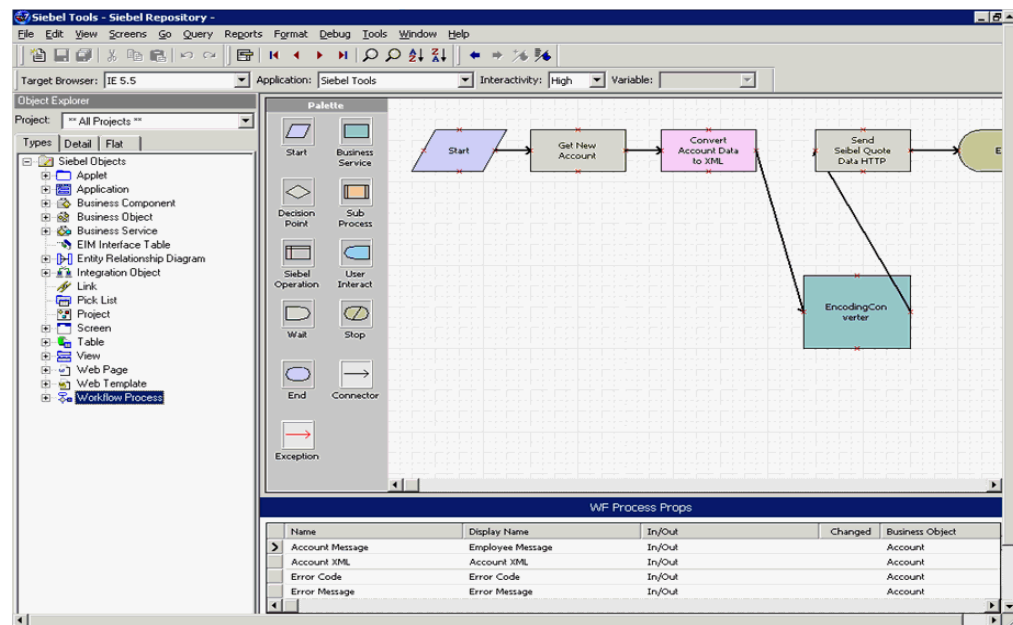 Siebel Tools - Siebel Repository -
File Edit View Screens Go Query Reports Format Debug Tools Window Help
Target Browser: IE 5.5 Application: Siebel Tools Interactivity: High Variable:
Object Explorer
Project: ** All Projects **
Types Detail Flat
Siebel Objects
Applet
Application
Business Component
Business Object
Business Service
EIM Interface Table
Entity Relationship Diagram
Integration Object
Link
Pick List
Project
Screen
Table
View
Web Page
Web Template
Workflow Process
Palette
Start Business
Service
Decision Sub
Point Process
Siebel User
Operation Interact
Wait Stop
End Connector
Exception
Start
Get New
Account
Convert
Account Data
to XML
Send
Seibel Quote
Data HTTP
E
EncodingCon
verter
WF Process Props
Name Display Name In/Out Changed Business Object
Account Message Employee Message In/Out Account
Account XML Account XML In/Out Account
Error Code Error Code In/Out Account
Error Message Error Message In/Out Account